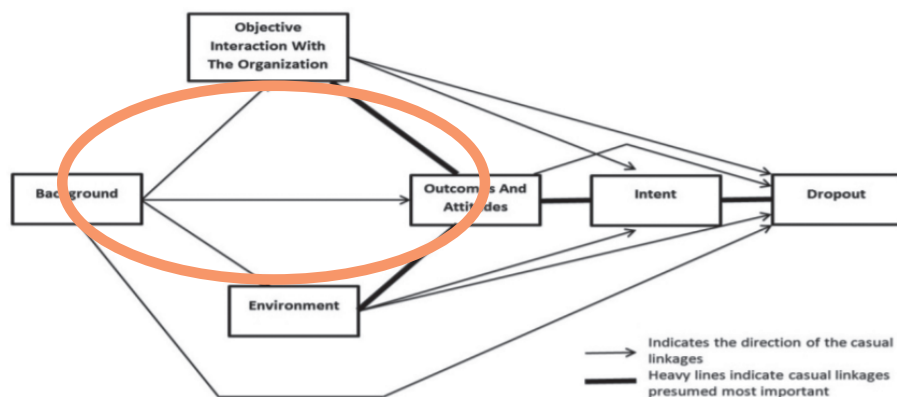 Objective
Interaction With
The Organization
Background
Outcomes And
Attitudes
Intent
Dropout
Environment
Indicates the direction of the casual
linkages
Heavy lines indicate casual linkages
presumed most important